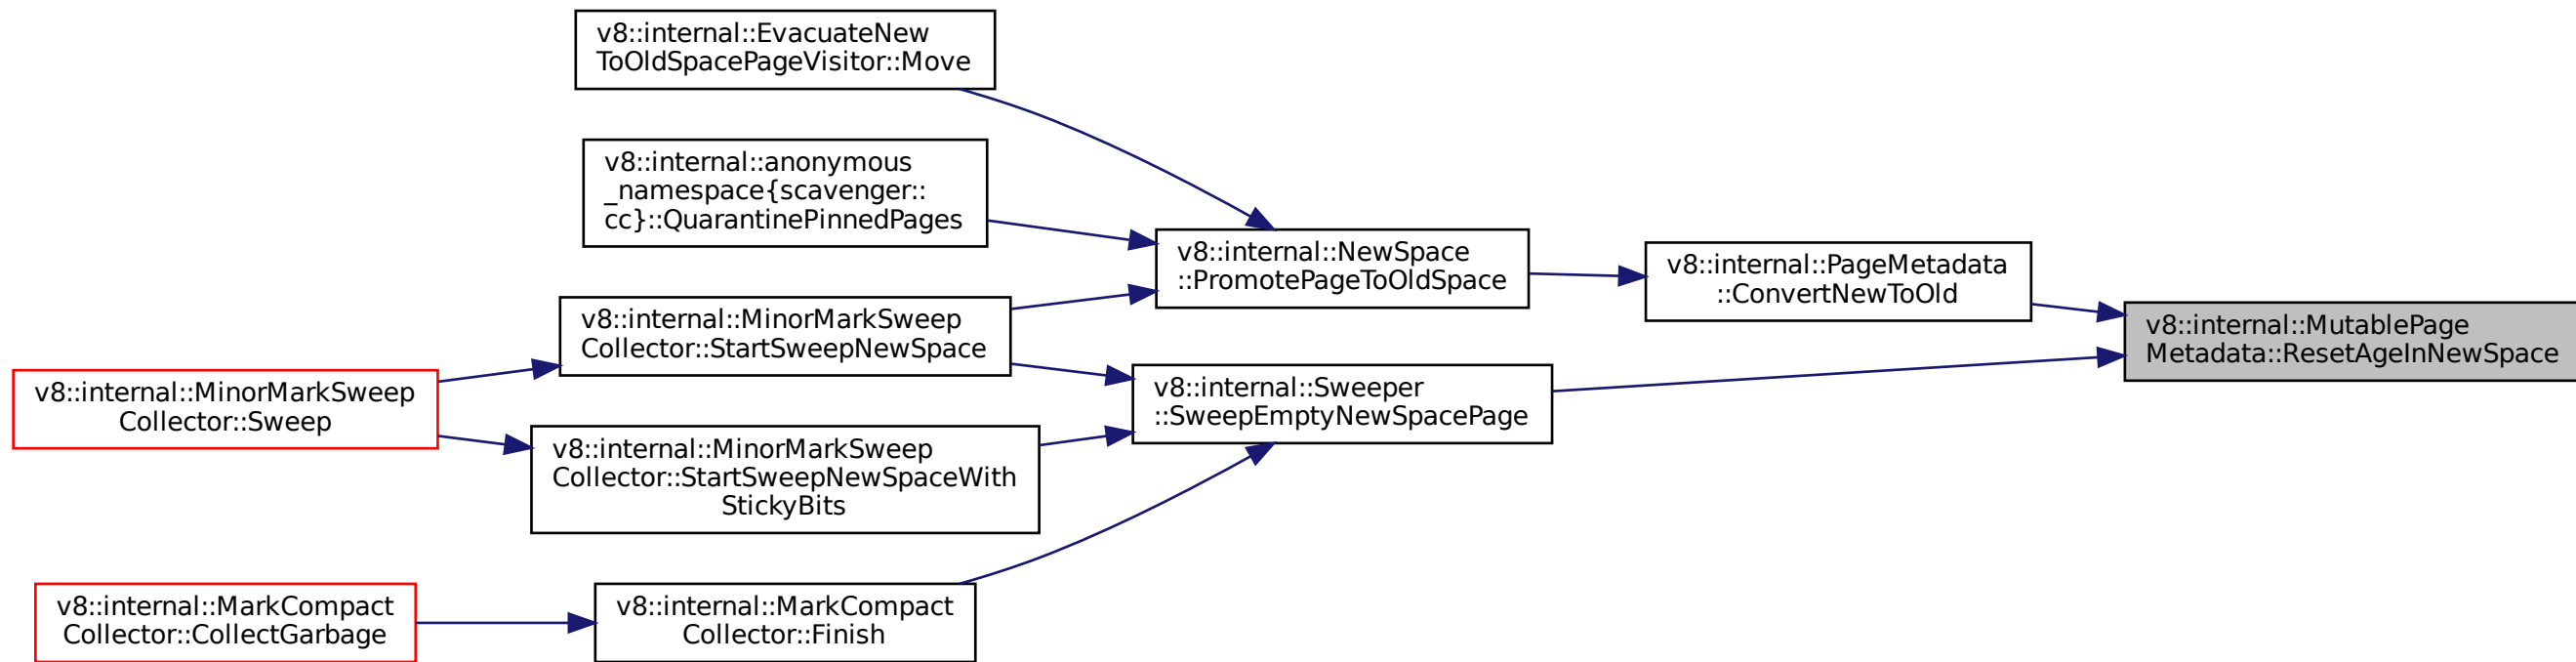 v8::internal::EvacuateNew
ToOldSpacePageVisitor::Move
v8::internal::anonymous
_namespace{scavenger::
cc}::QuarantinePinnedPages
v8::internal::NewSpace
::PromotePageToOldSpace
v8::internal::PageMetadata
::ConvertNewToOld
v8::internal::MutablePage
Metadata::ResetAgeInNewSpace
v8::internal::MinorMarkSweep
Collector::StartSweepNewSpace
v8::internal::MinorMarkSweep
Collector::Sweep
v8::internal::Sweeper
::SweepEmptyNewSpacePage
v8::internal::MinorMarkSweep
Collector::StartSweepNewSpaceWith
StickyBits
v8::internal::MarkCompact
Collector::CollectGarbage
v8::internal::MarkCompact
Collector::Finish